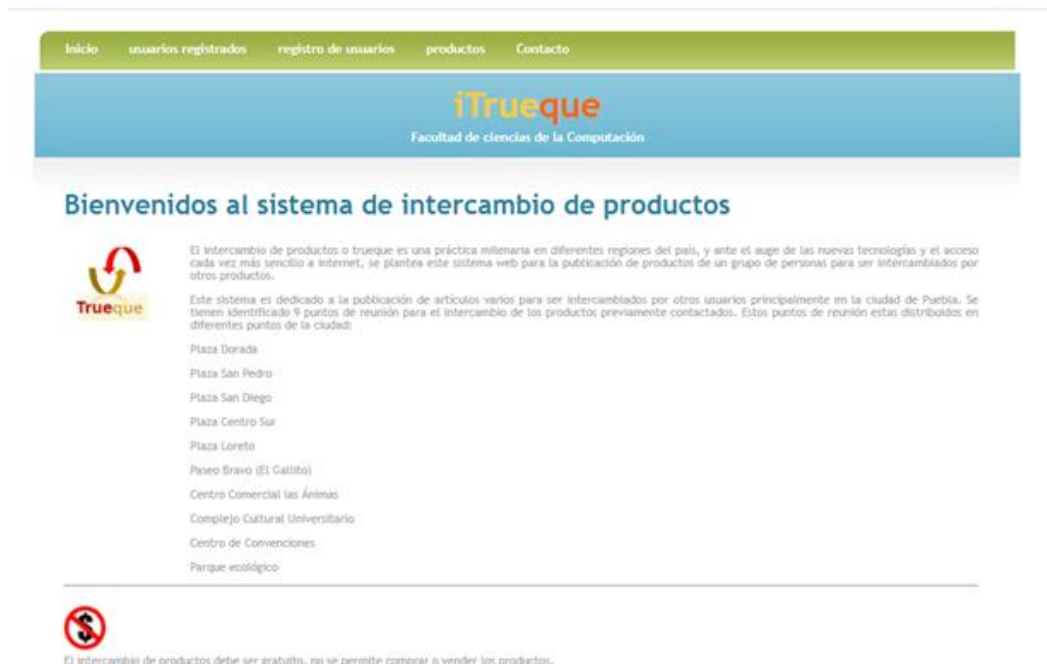 Inicio usuarios registrados registro de usuarios productos Contacto
iTrueque
Facultad de ciencias de la Computación
Bienvenidos al sistema de intercambio de productos
Trueque
El intercambio de productos o trueque es una práctica milenaria en diferentes regiones del país, y ante el auge de las nuevas tecnologías y el acceso
cada vez más sencillo a internet, se plantea este sistema web para la publicación de productos de un grupo de personas para ser intercambiados por
otros productos.
Este sistema es dedicado a la publicación de artículos varios para ser intercambiados por otros usuarios principalmente en la ciudad de Puebla. Se
tienen identificado 9 puntos de reunión para el intercambio de los productos previamente contactados. Estos puntos de reunión estas distribuidos en
diferentes puntos de la ciudad:
Plaza Dorada
Plaza San Pedro
Plaza San Diego
Plaza Centro Sur
Plaza Loreto
Paseo Bravo (El Gallito)
Centro Comercial las Ánimas
Complejo Cultural Universitario
Centro de Convenciones
Parque ecológico
$
El intercambio de productos debe ser gratuito, no se permite comprar o vender los productos.